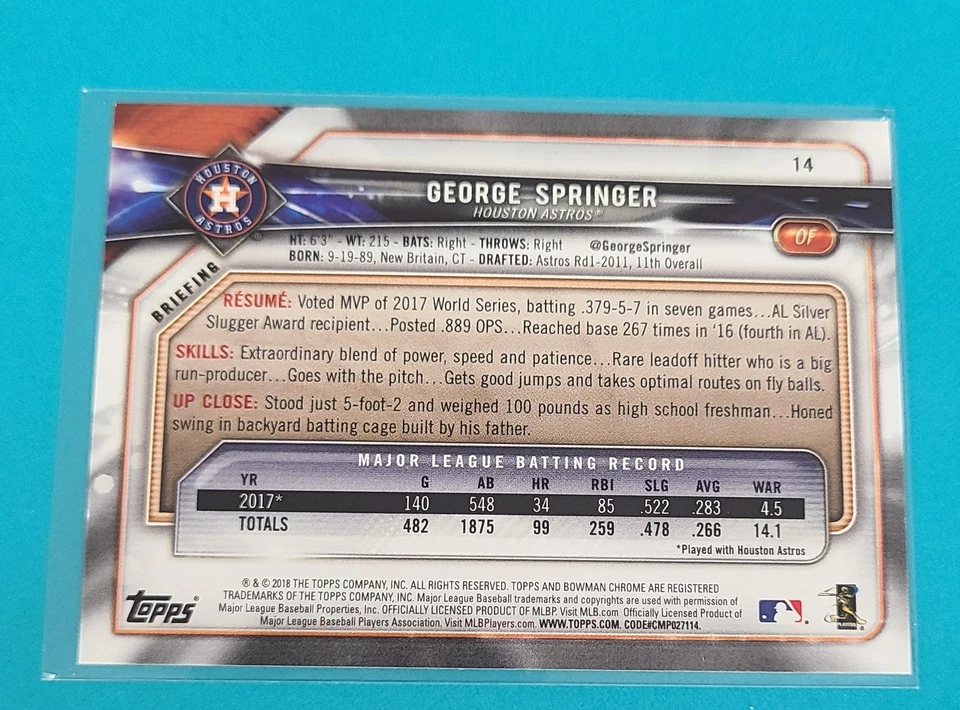 14
HOUSTON
H
ASTROS
GEORGE SPRINGER
HOUSTON ASTROS®
OF
HT: 6'3" - WT: 215 - BATS: Right - THROWS: Right @GeorgeSpringer
BORN: 9-19-89, New Britain, CT - DRAFTED: Astros Rd1-2011, 11th Overall
BRIEFING
RÉSUMÉ: Voted MVP of 2017 World Series, batting .379-5-7 in seven games...AL Silver
Slugger Award recipient...Posted .889 OPS...Reached base 267 times in '16 (fourth in AL).
SKILLS: Extraordinary blend of power, speed and patience...Rare leadoff hitter who is a big
run-producer...Goes with the pitch...Gets good jumps and takes optimal routes on fly balls.
UP CLOSE: Stood just 5-foot-2 and weighed 100 pounds as high school freshman...Honed
swing in backyard batting cage built by his father.
MAJOR LEAGUE BATTING RECORD
YR G AB HR RBI SLG AVG WAR
2017* 140 548 34 85 .522 .283 4.5
TOTALS 482 1875 99 259 .478 .266 14.1
*Played with Houston Astros
® & © 2018 THE TOPPS COMPANY, INC. ALL RIGHTS RESERVED. TOPPS AND BOWMAN CHROME ARE REGISTERED
TRADEMARKS OF THE TOPPS COMPANY, INC. Major League Baseball trademarks and copyrights are used with permission of
Major League Baseball Properties, Inc. OFFICIALLY LICENSED PRODUCT OF MLBP. Visit MLB.com. Officially Licensed Product of
Major League Baseball Players Association. Visit MLBPlayers.com. WWW.TOPPS.COM. CODE#CMP027114.
Topps®
PLAYERS